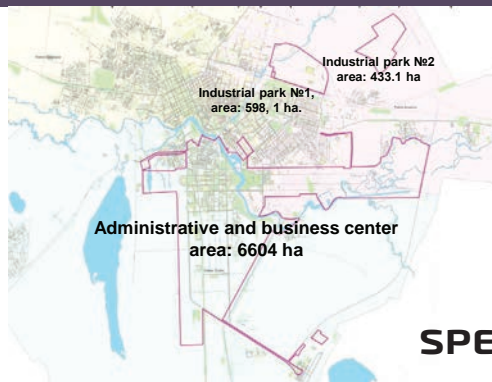 Industrial park №2
area: 433.1 ha
Industrial park №1,
area: 598, 1 ha.
Administrative and business center
area: 6604 ha
SPE